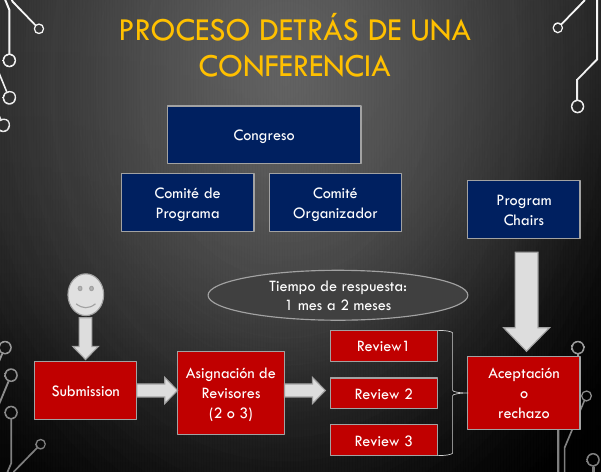 PROCESO DETRÁS DE UNA
CONFERENCIA
Congreso
Comité de
Programa
Comité
Organizador
Program
Chairs
Tiempo de respuesta:
1 mes a 2 meses
Submission
Asignación de
Revisores
(2 o 3)
Review1
Review 2
Review 3
Aceptación
o
rechazo